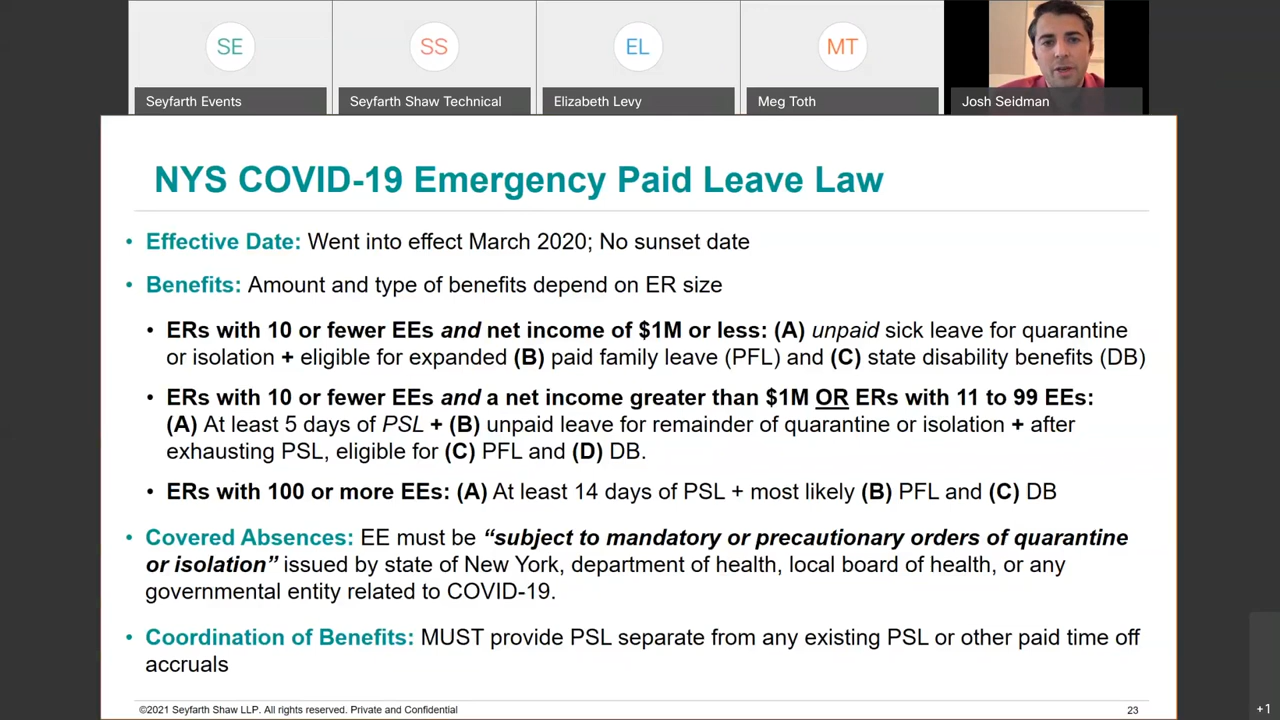 SE
SS
EL
MT
Seyfarth Events
Seyfarth Shaw Technical
Elizabeth Levy
Meg Toth
Josh Seidman
NYS COVID-19 Emergency Paid Leave Law
• Effective Date: Went into effect March 2020; No sunset date
• Benefits: Amount and type of benefits depend on ER size
• ERs with 10 or fewer EEs and net income of $1M or less: (A) unpaid sick leave for quarantine
or isolation + eligible for expanded (B) paid family leave (PFL) and (C) state disability benefits (DB)
• ERs with 10 or fewer EEs and a net income greater than $1M OR ERs with 11 to 99 EEs:
(A) At least 5 days of PSL + (B) unpaid leave for remainder of quarantine or isolation + after
exhausting PSL, eligible for (C) PFL and (D) DB.
• ERs with 100 or more EEs: (A) At least 14 days of PSL + most likely (B) PFL and (C) DB
• Covered Absences: EE must be “subject to mandatory or precautionary orders of quarantine
or isolation” issued by state of New York, department of health, local board of health, or any
governmental entity related to COVID-19.
• Coordination of Benefits: MUST provide PSL separate from any existing PSL or other paid time off
accruals
©2021 Seyfarth Shaw LLP. All rights reserved. Private and Confidential
23
+1